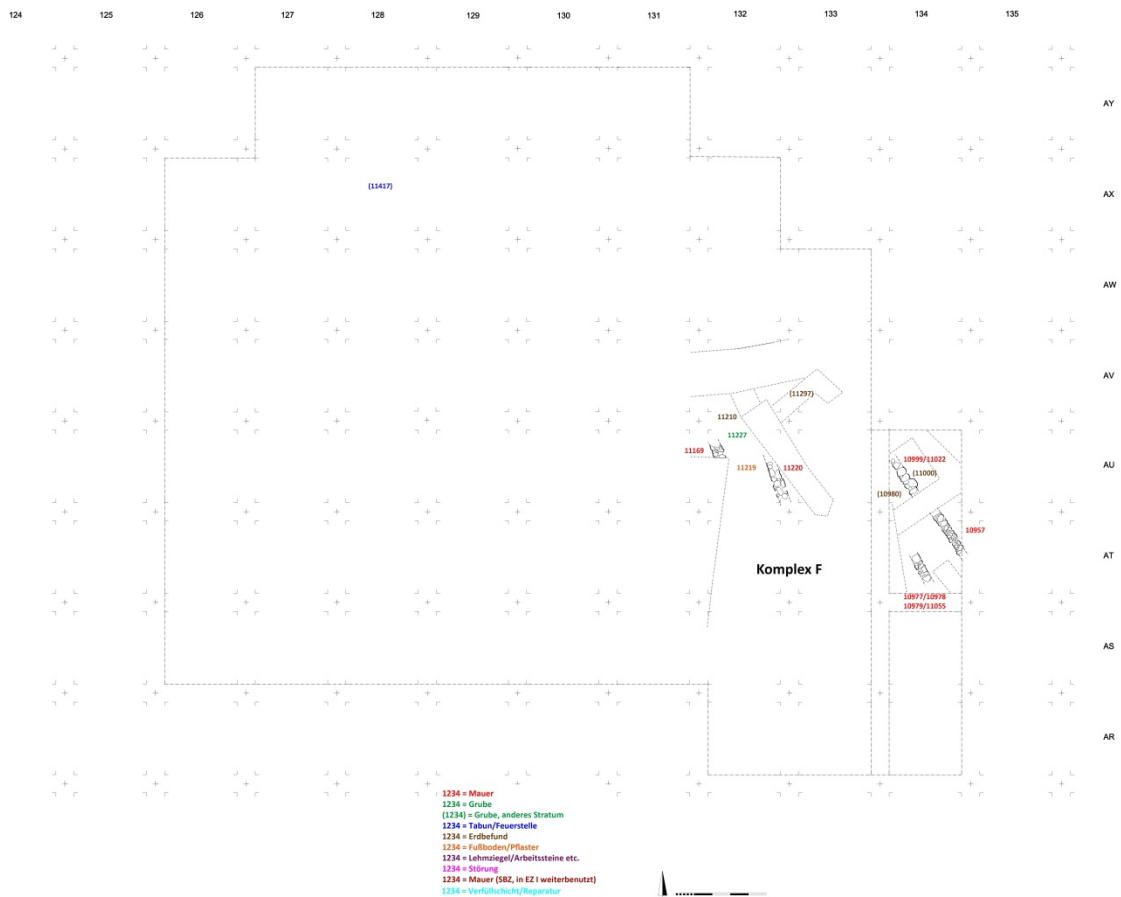 124 125 126 127 128 129 130 131 132 133 134 135
AY
(11417)
AX
AW
AV
(11297)
11210
11227
11169
11219
11220
10999/11022
AU
(11000)
(10980)
10957
AT
Komplex F
10977/10978
10979/11055
AS
AR
1234 = Mauer
1234 = Grube
(1234) = Grube, anderes Stratum
1234 = Tabun/Feuerstelle
1234 = Erdbefund
1234 = Fußboden/Pflaster
1234 = Lehmziegel/Arbeitssteine etc.
1234 = Störung
1234 = Mauer (SBZ, in EZ I weiterbenutzt)
1234 = Verfüllschicht/Reparatur